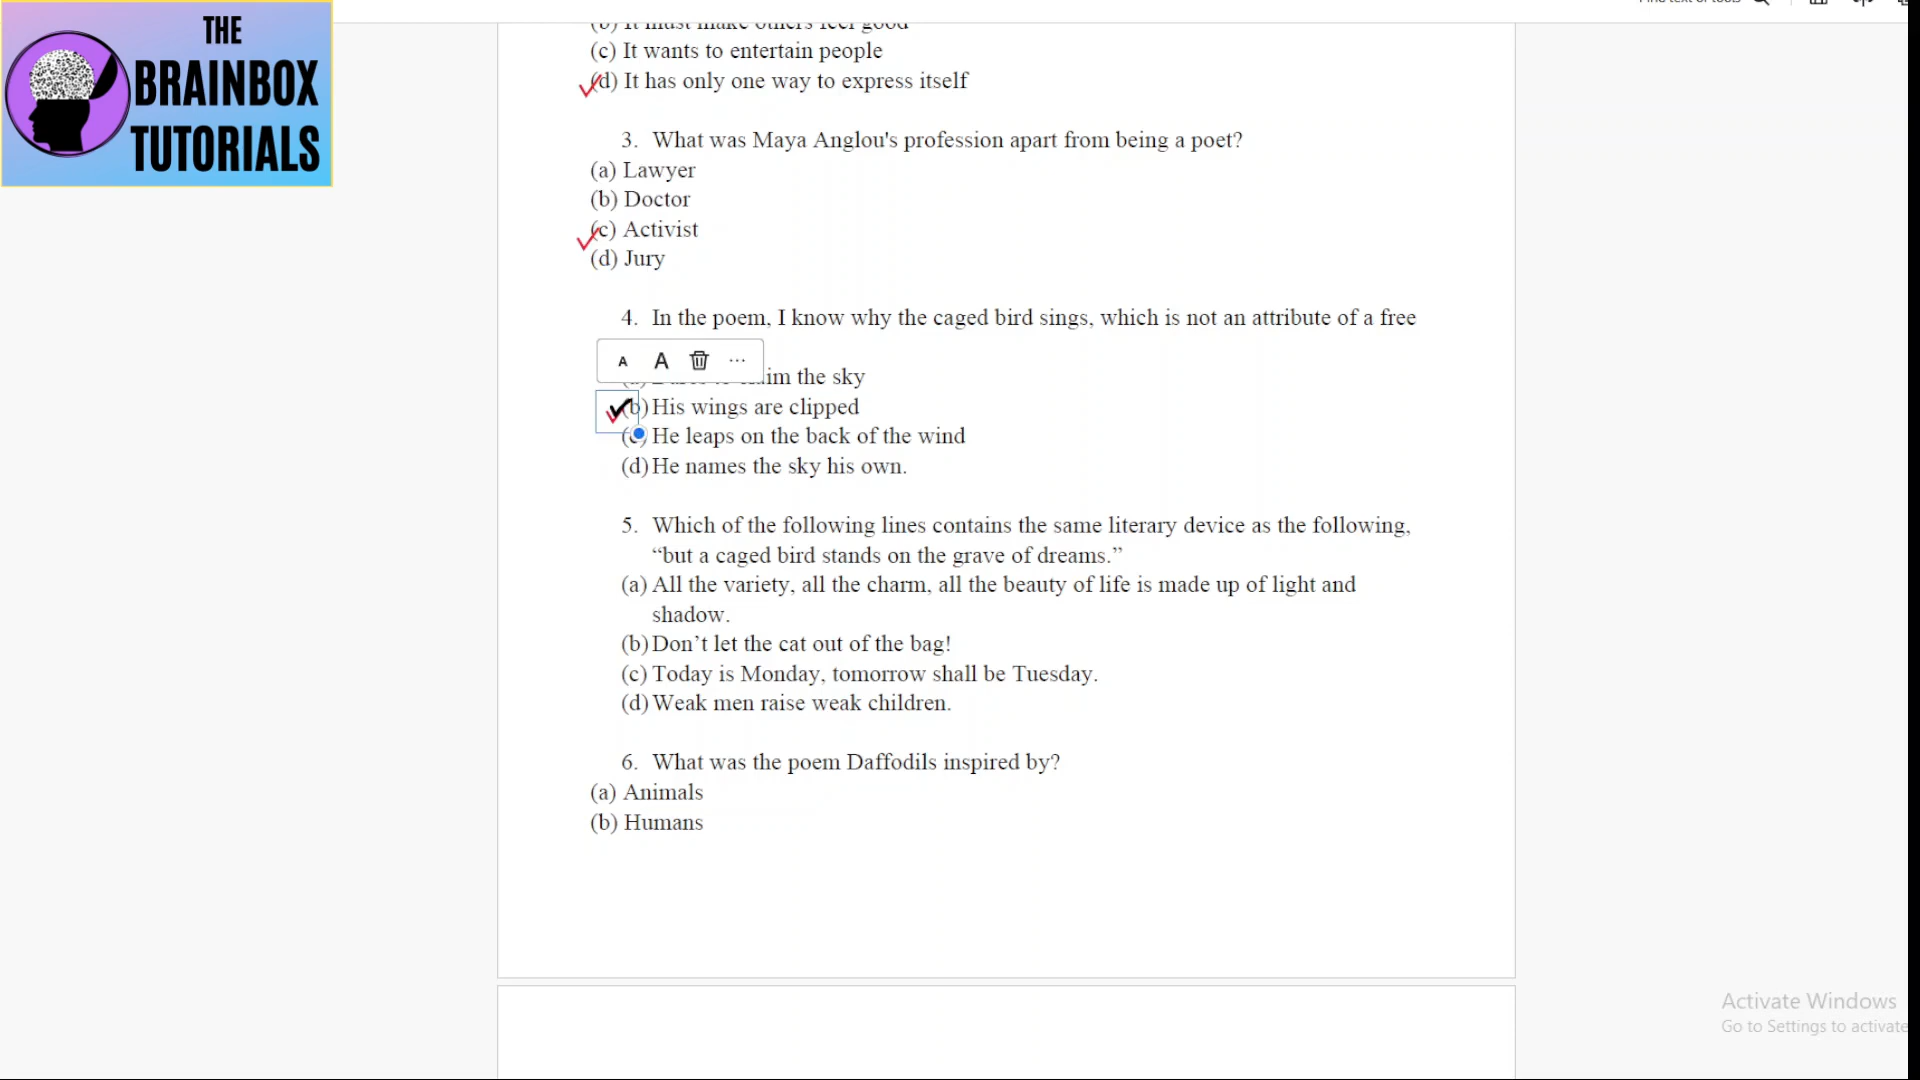 THE
BRAINBOX
TUTORIALS
(b) It must make others feel good
(c) It wants to entertain people
(d) It has only one way to express itself
3. What was Maya Anglou's profession apart from being a poet?
(a) Lawyer
(b) Doctor
(c) Activist
(d) Jury
4. In the poem, I know why the caged bird sings, which is not an attribute of a free
A A ...
the sky
(b) His wings are clipped
(c) He leaps on the back of the wind
(d) He names the sky his own.
5. Which of the following lines contains the same literary device as the following,
“but a caged bird stands on the grave of dreams.”
(a) All the variety, all the charm, all the beauty of life is made up of light and
shadow.
(b) Don’t let the cat out of the bag!
(c) Today is Monday, tomorrow shall be Tuesday.
(d) Weak men raise weak children.
6. What was the poem Daffodils inspired by?
(a) Animals
(b) Humans
Activate Windows
Go to Settings to activate